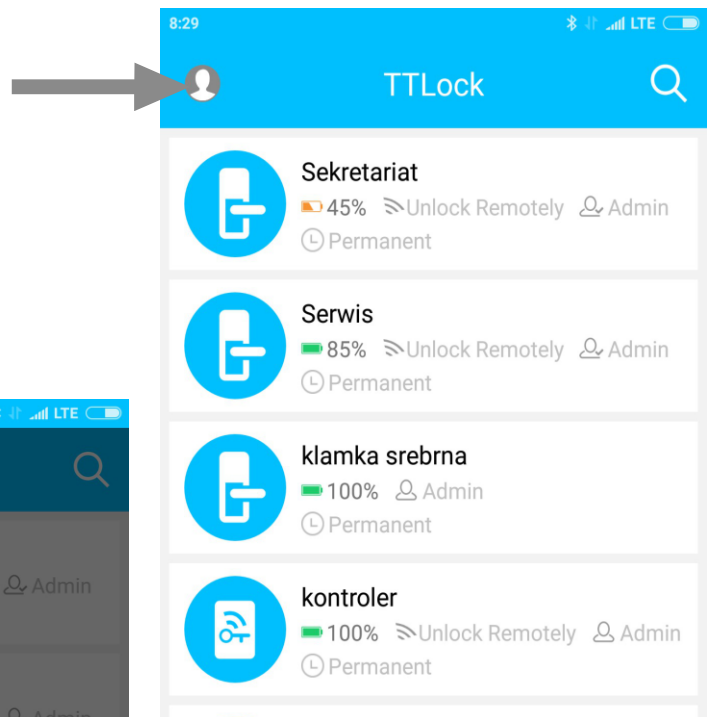 8:29 LTE
TTLock
Sekretariat
45% Unlock Remotely Admin
Permanent
Serwis
85% Unlock Remotely Admin
Permanent
klamka srebrna
100% Admin
Permanent
kontroler
100% Unlock Remotely Admin
Permanent
LTE
Admin
Admin